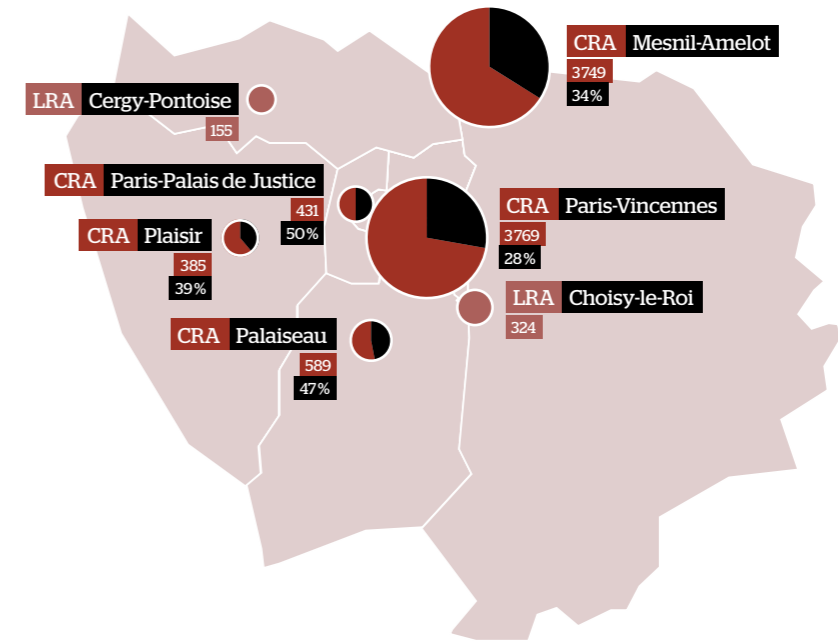 CRA Mesnil-Amelot
3749
34%
LRA Cergy-Pontoise
155
CRA Paris-Palais de Justice
431
50%
CRA Paris-Vincennes
3769
28%
CRA Plaisir
385
39%
LRA Choisy-le-Roi
324
CRA Palaiseau
589
47%